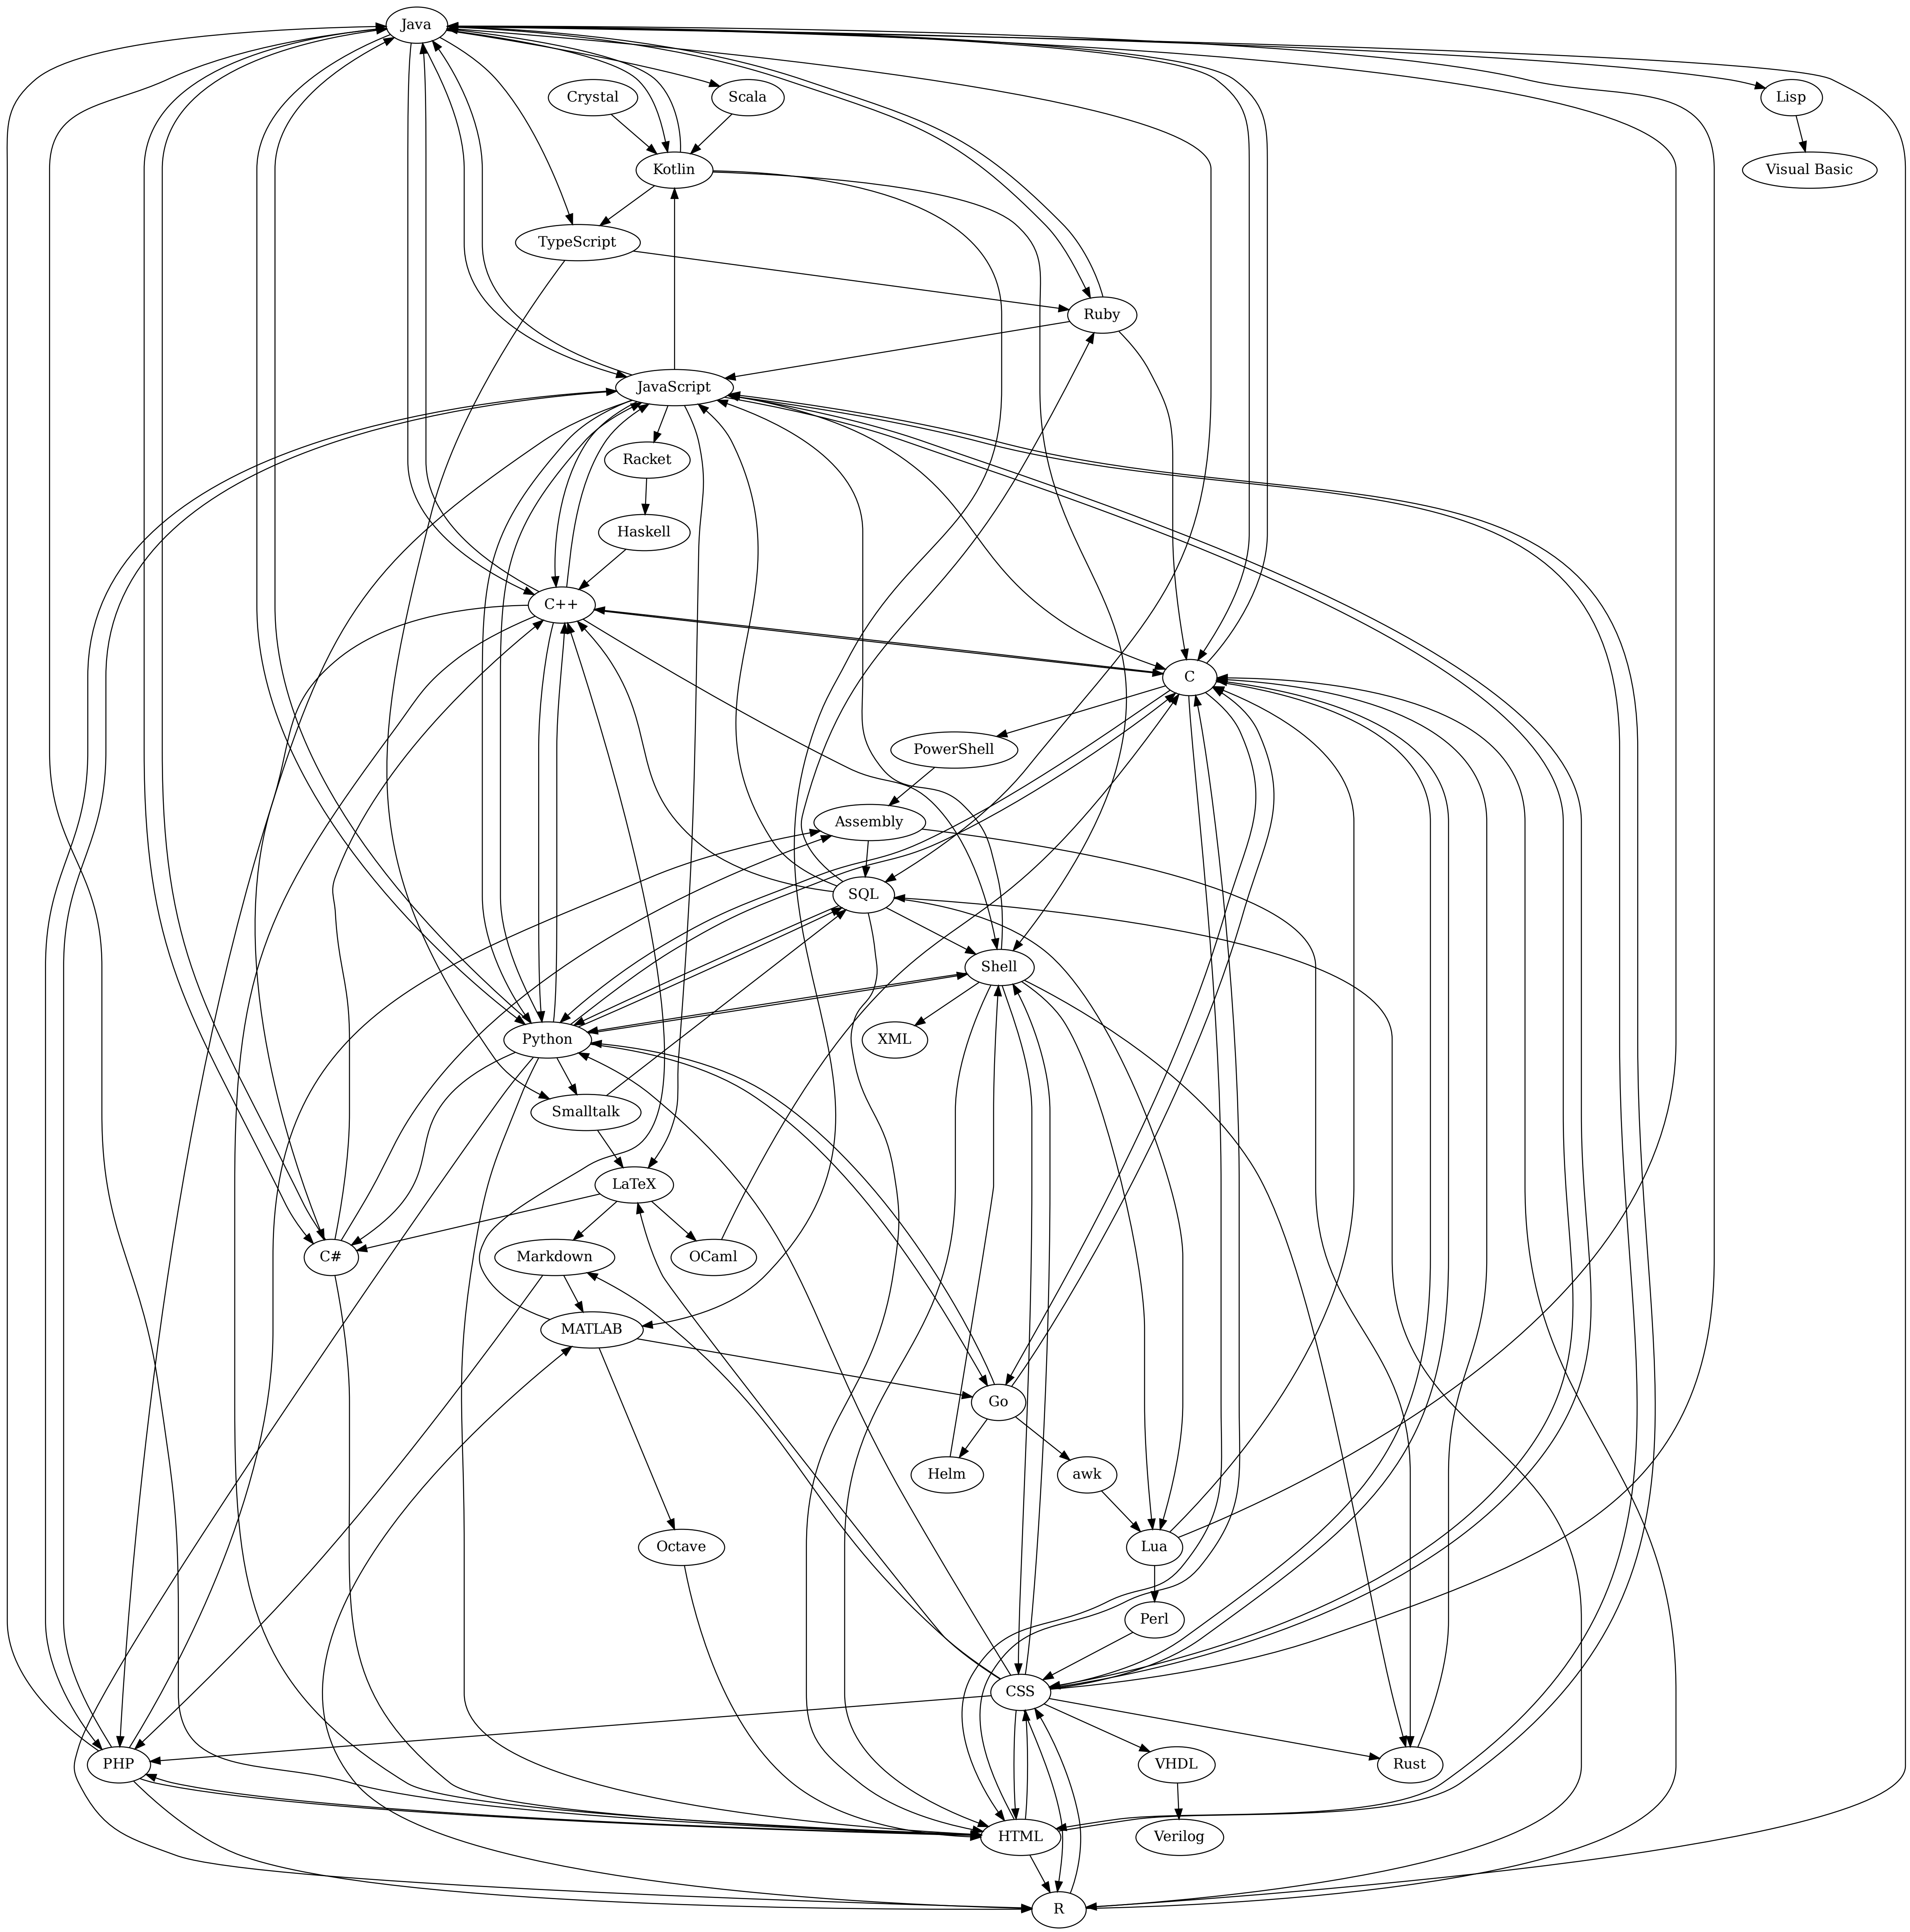 Java
Crystal
Scala
Lisp
Kotlin
Visual Basic
TypeScript
Ruby
JavaScript
Racket
Haskell
C++
C
PowerShell
Assembly
SQL
Shell
Python
XML
Smalltalk
LaTeX
C#
Markdown
OCaml
MATLAB
Go
Helm
awk
Octave
Lua
Perl
CSS
PHP
VHDL
Rust
HTML
Verilog
R